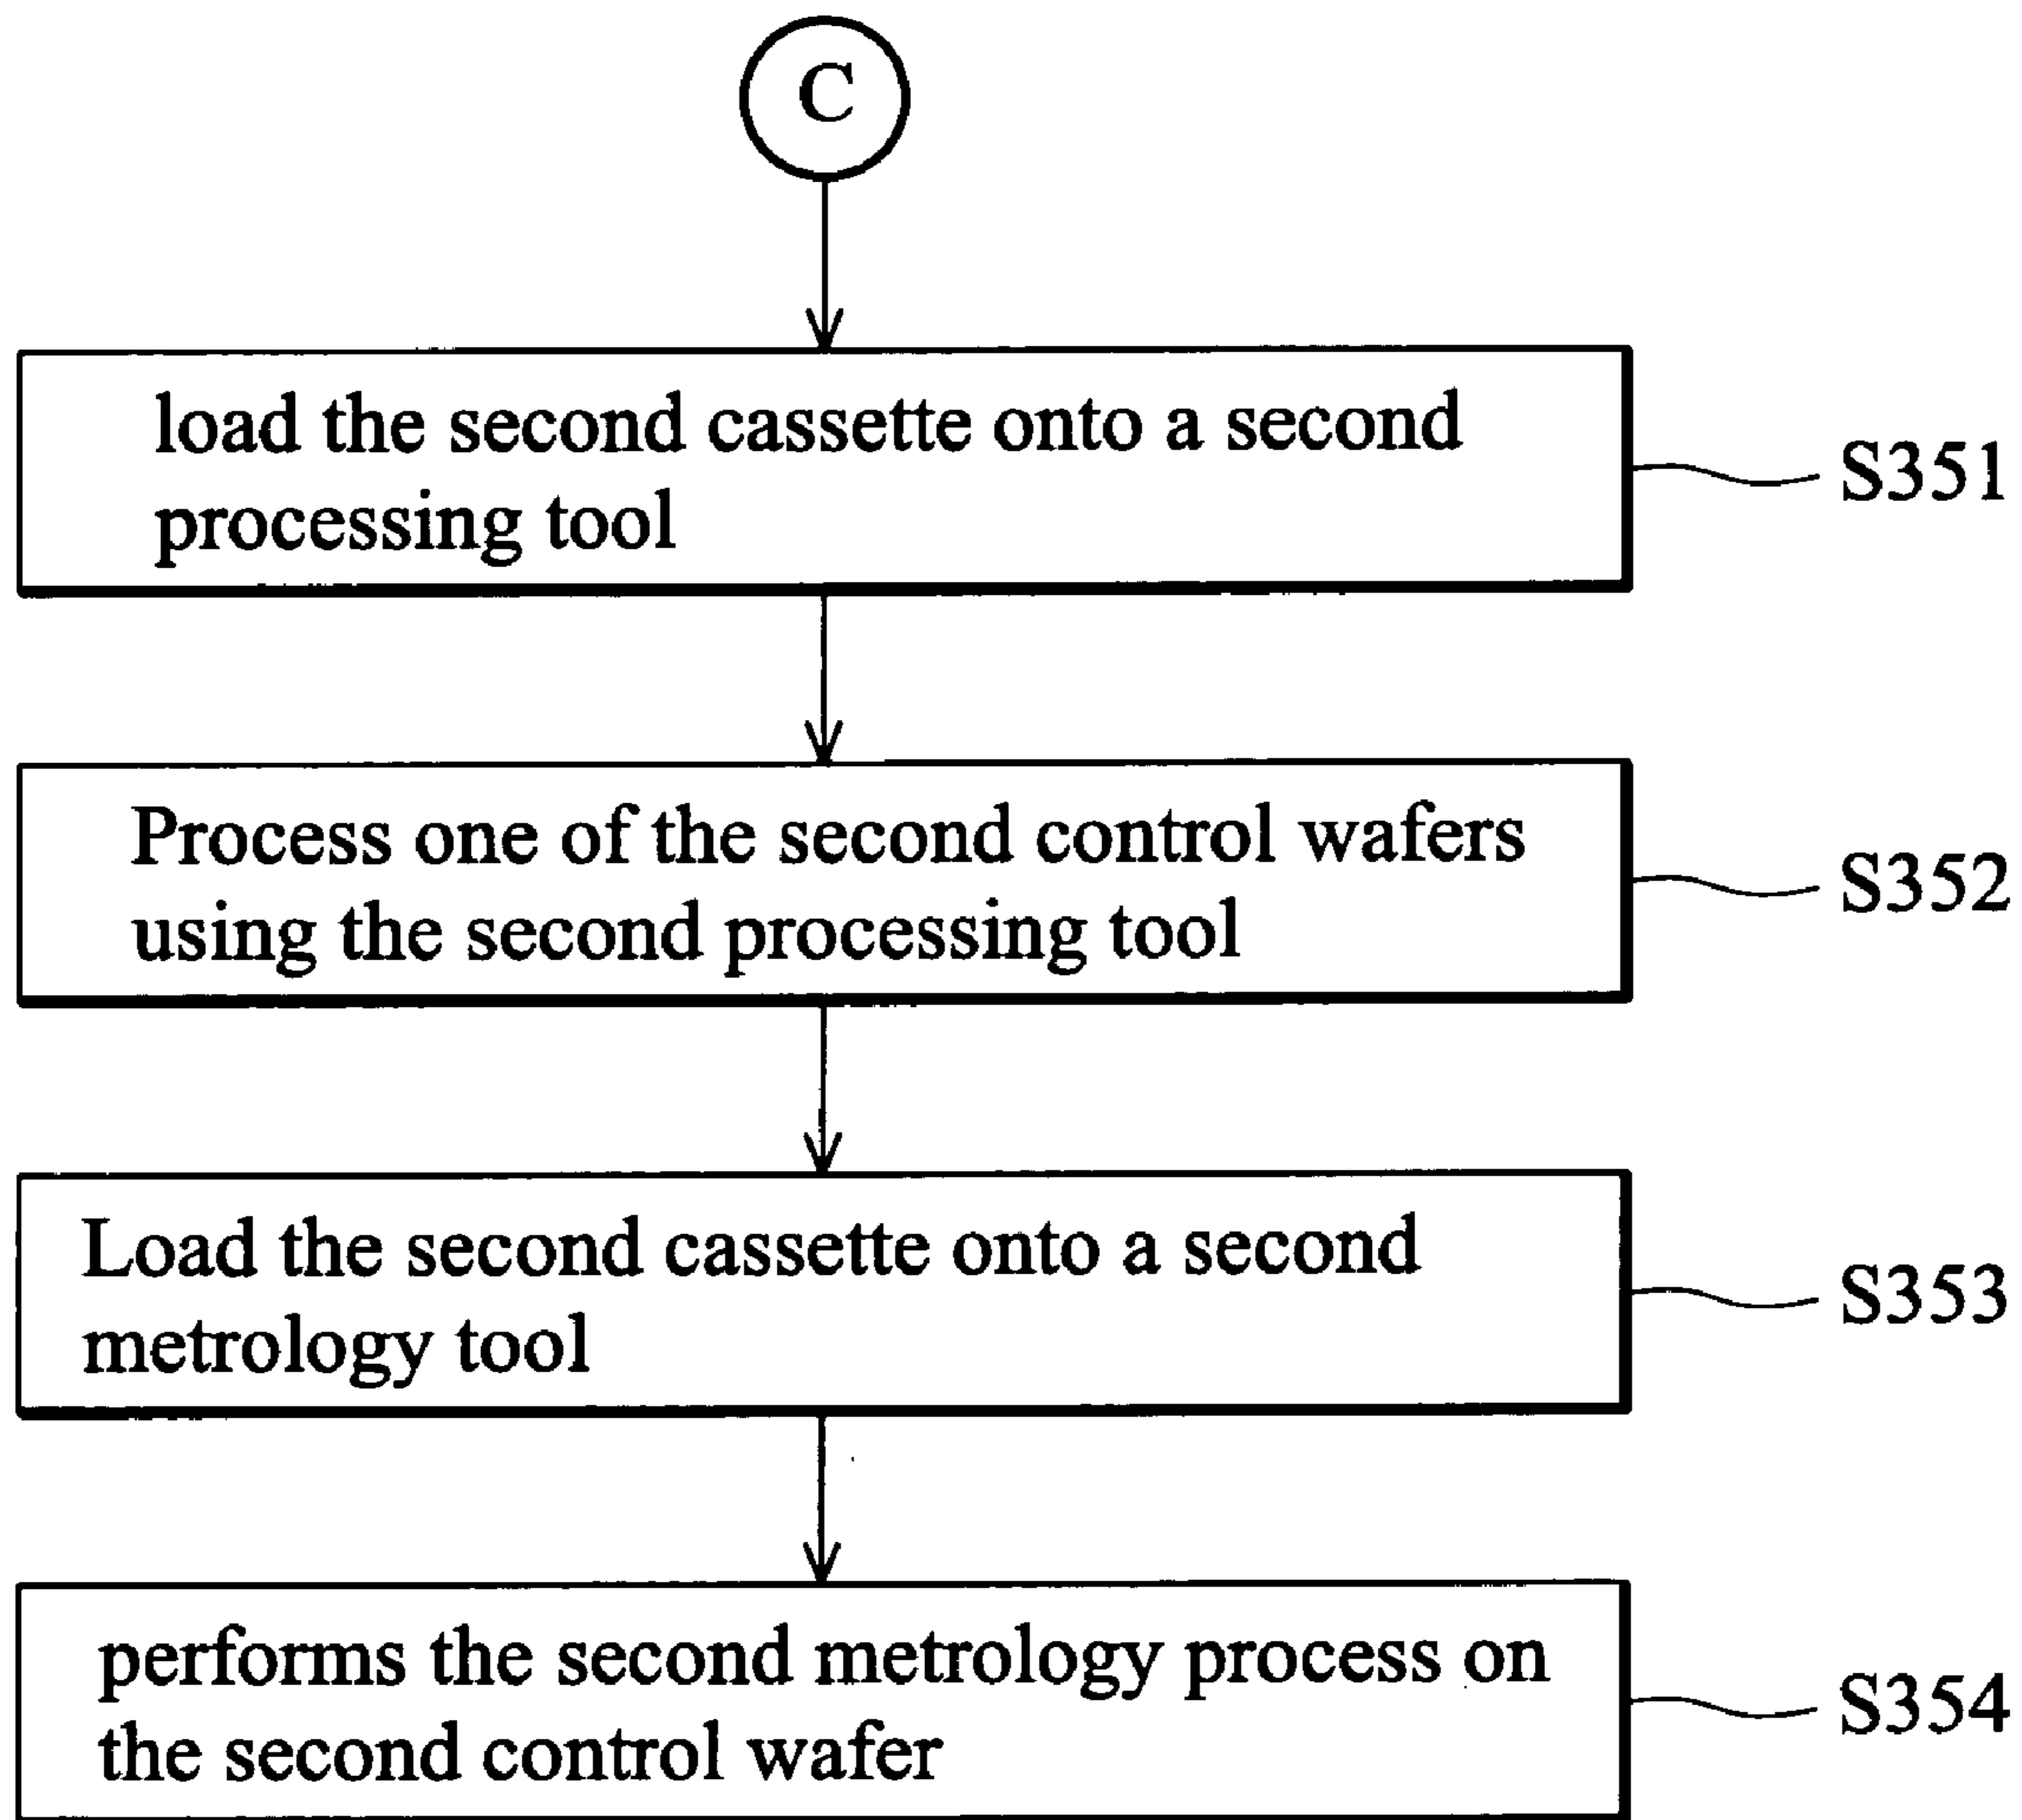 C
load the second cassette onto a second
processing tool
S351
Process one of the second control wafers
using the second processing tool
S352
Load the second cassette onto a second
metrology tool
S353
performs the second metrology process on
the second control wafer
S354